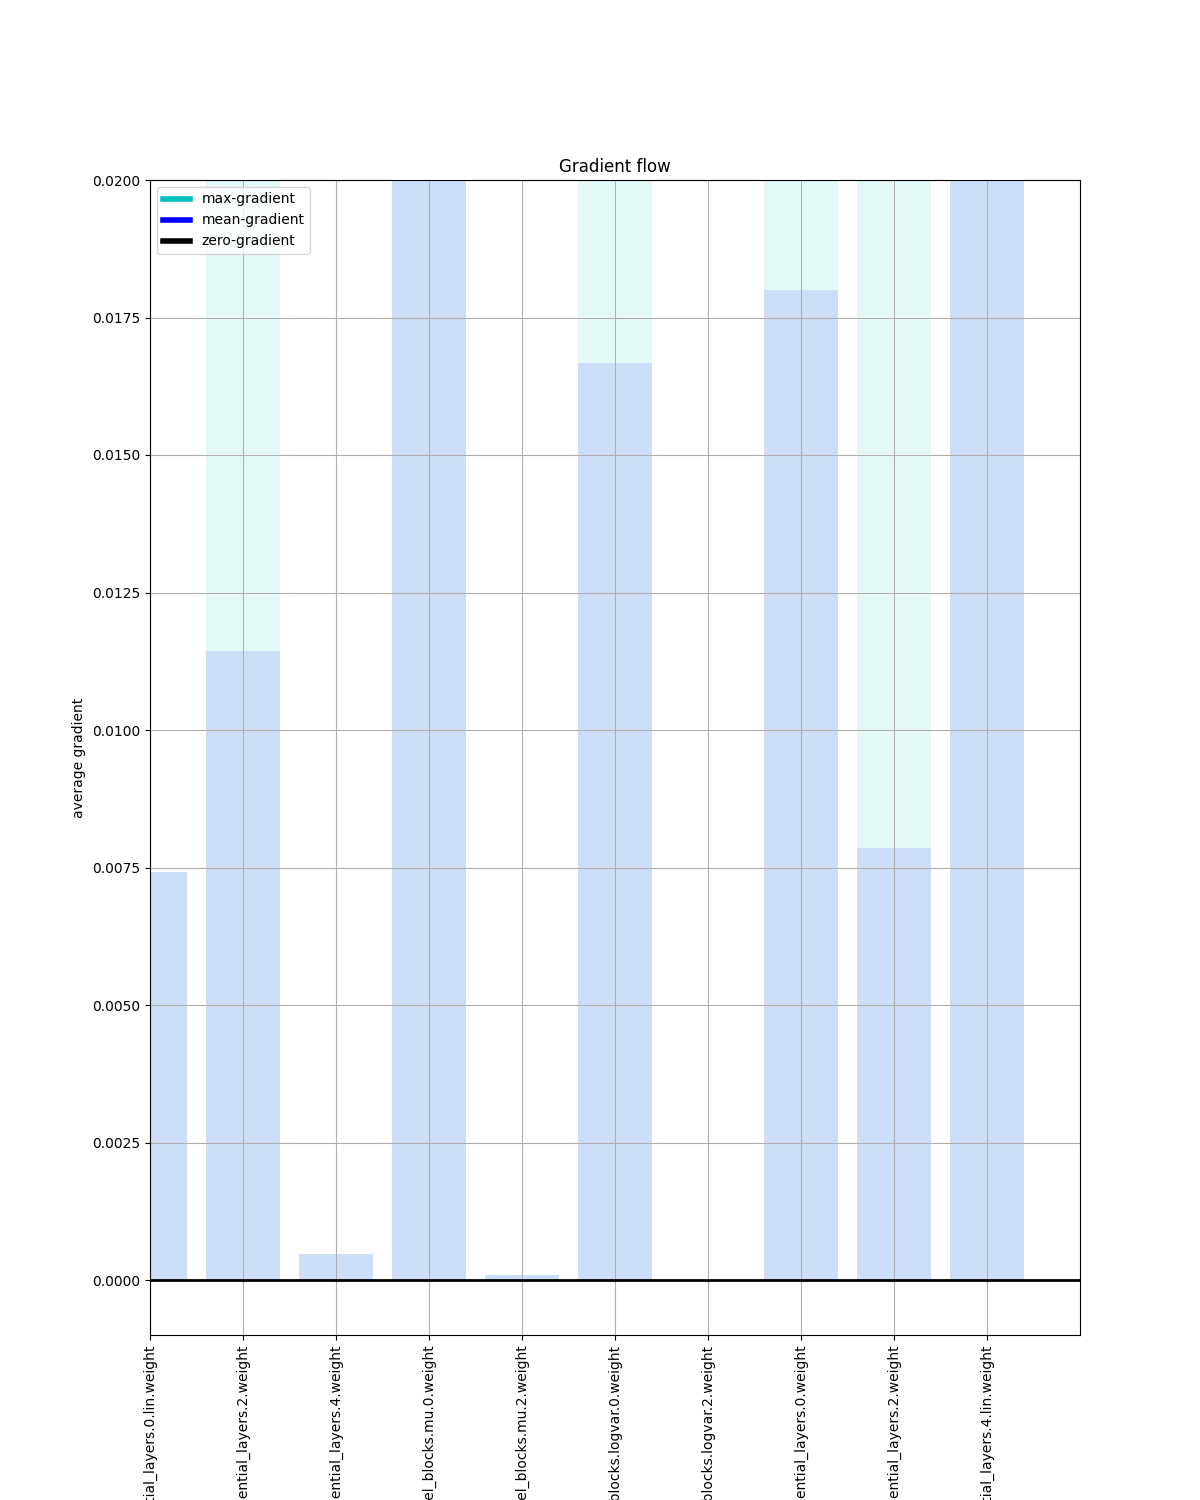 Gradient flow
max-gradient
mean-gradient
zero-gradient
0.0200
0.0175
0.0150
0.0125
0.0100
0.0075
0.0050
0.0025
0.0000
average gradient
tial_layers.0.lin.weight
ential_layers.2.weight
ential_layers.4.weight
el_blocks.mu.0.weight
el_blocks.mu.2.weight
blocks.logvar.0.weight
blocks.logvar.2.weight
ential_layers.0.weight
ential_layers.2.weight
tial_layers.4.lin.weight